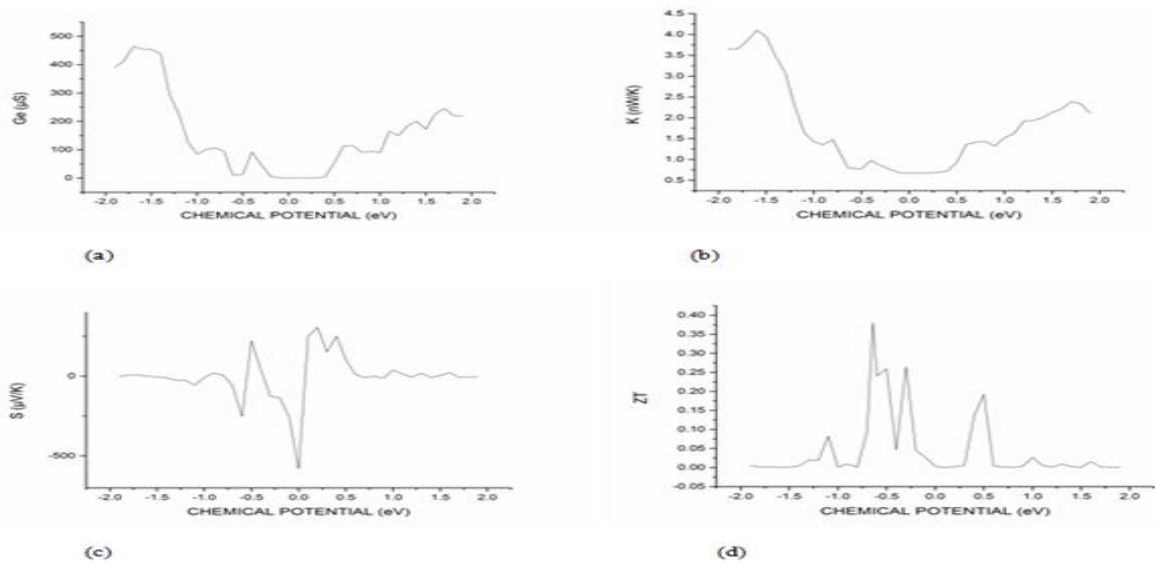 500
400
300
200
100
0
Ge (µS)
-2.0 -1.5 -1.0 -0.5 0.0 0.5 1.0 1.5 2.0
CHEMICAL POTENTIAL (eV)
(a)
4.5
4.0
3.5
3.0
2.5
2.0
1.5
1.0
0.5
K (nW/K)
-2.0 -1.5 -1.0 -0.5 0.0 0.5 1.0 1.5 2.0
CHEMICAL POTENTIAL (eV)
(b)
0
-500
S (µV/K)
-2.0 -1.5 -1.0 -0.5 0.0 0.5 1.0 1.5 2.0
CHEMICAL POTENTIAL (eV)
(c)
0.40
0.35
0.30
0.25
0.20
0.15
0.10
0.05
0.00
-0.05
ZT
-2.0 -1.5 -1.0 -0.5 0.0 0.5 1.0 1.5 2.0
CHEMICAL POTENTIAL (eV)
(d)